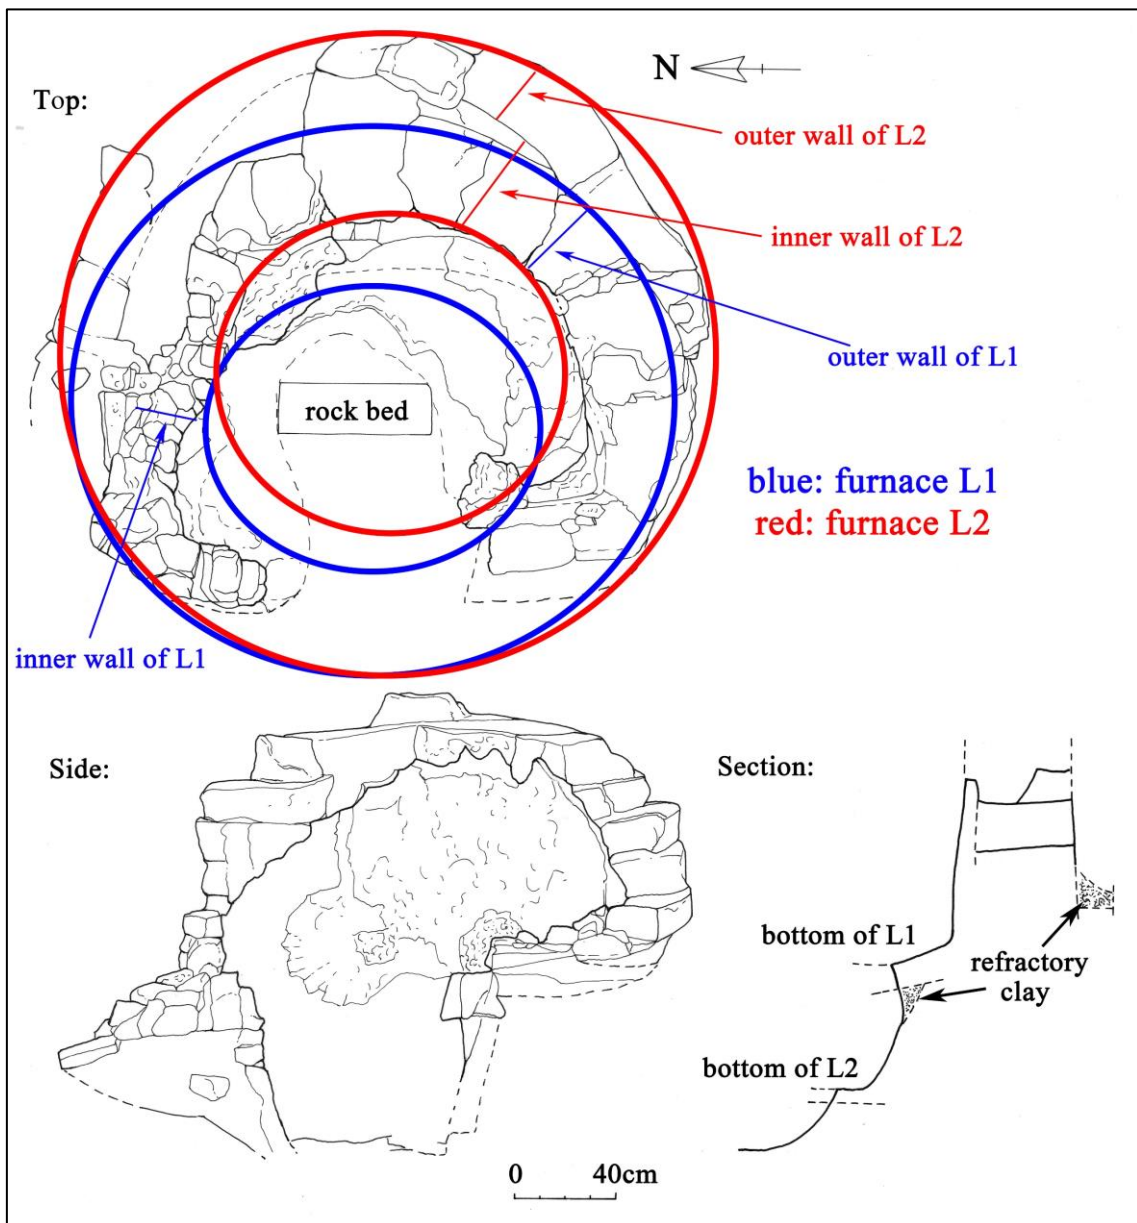 Top:
N
outer wall of L2
inner wall of L2
outer wall of L1
rock bed
blue: furnace L1
red: furnace L2
inner wall of L1
Side:
Section:
bottom of L1
refractory
clay
bottom of L2
0 40cm